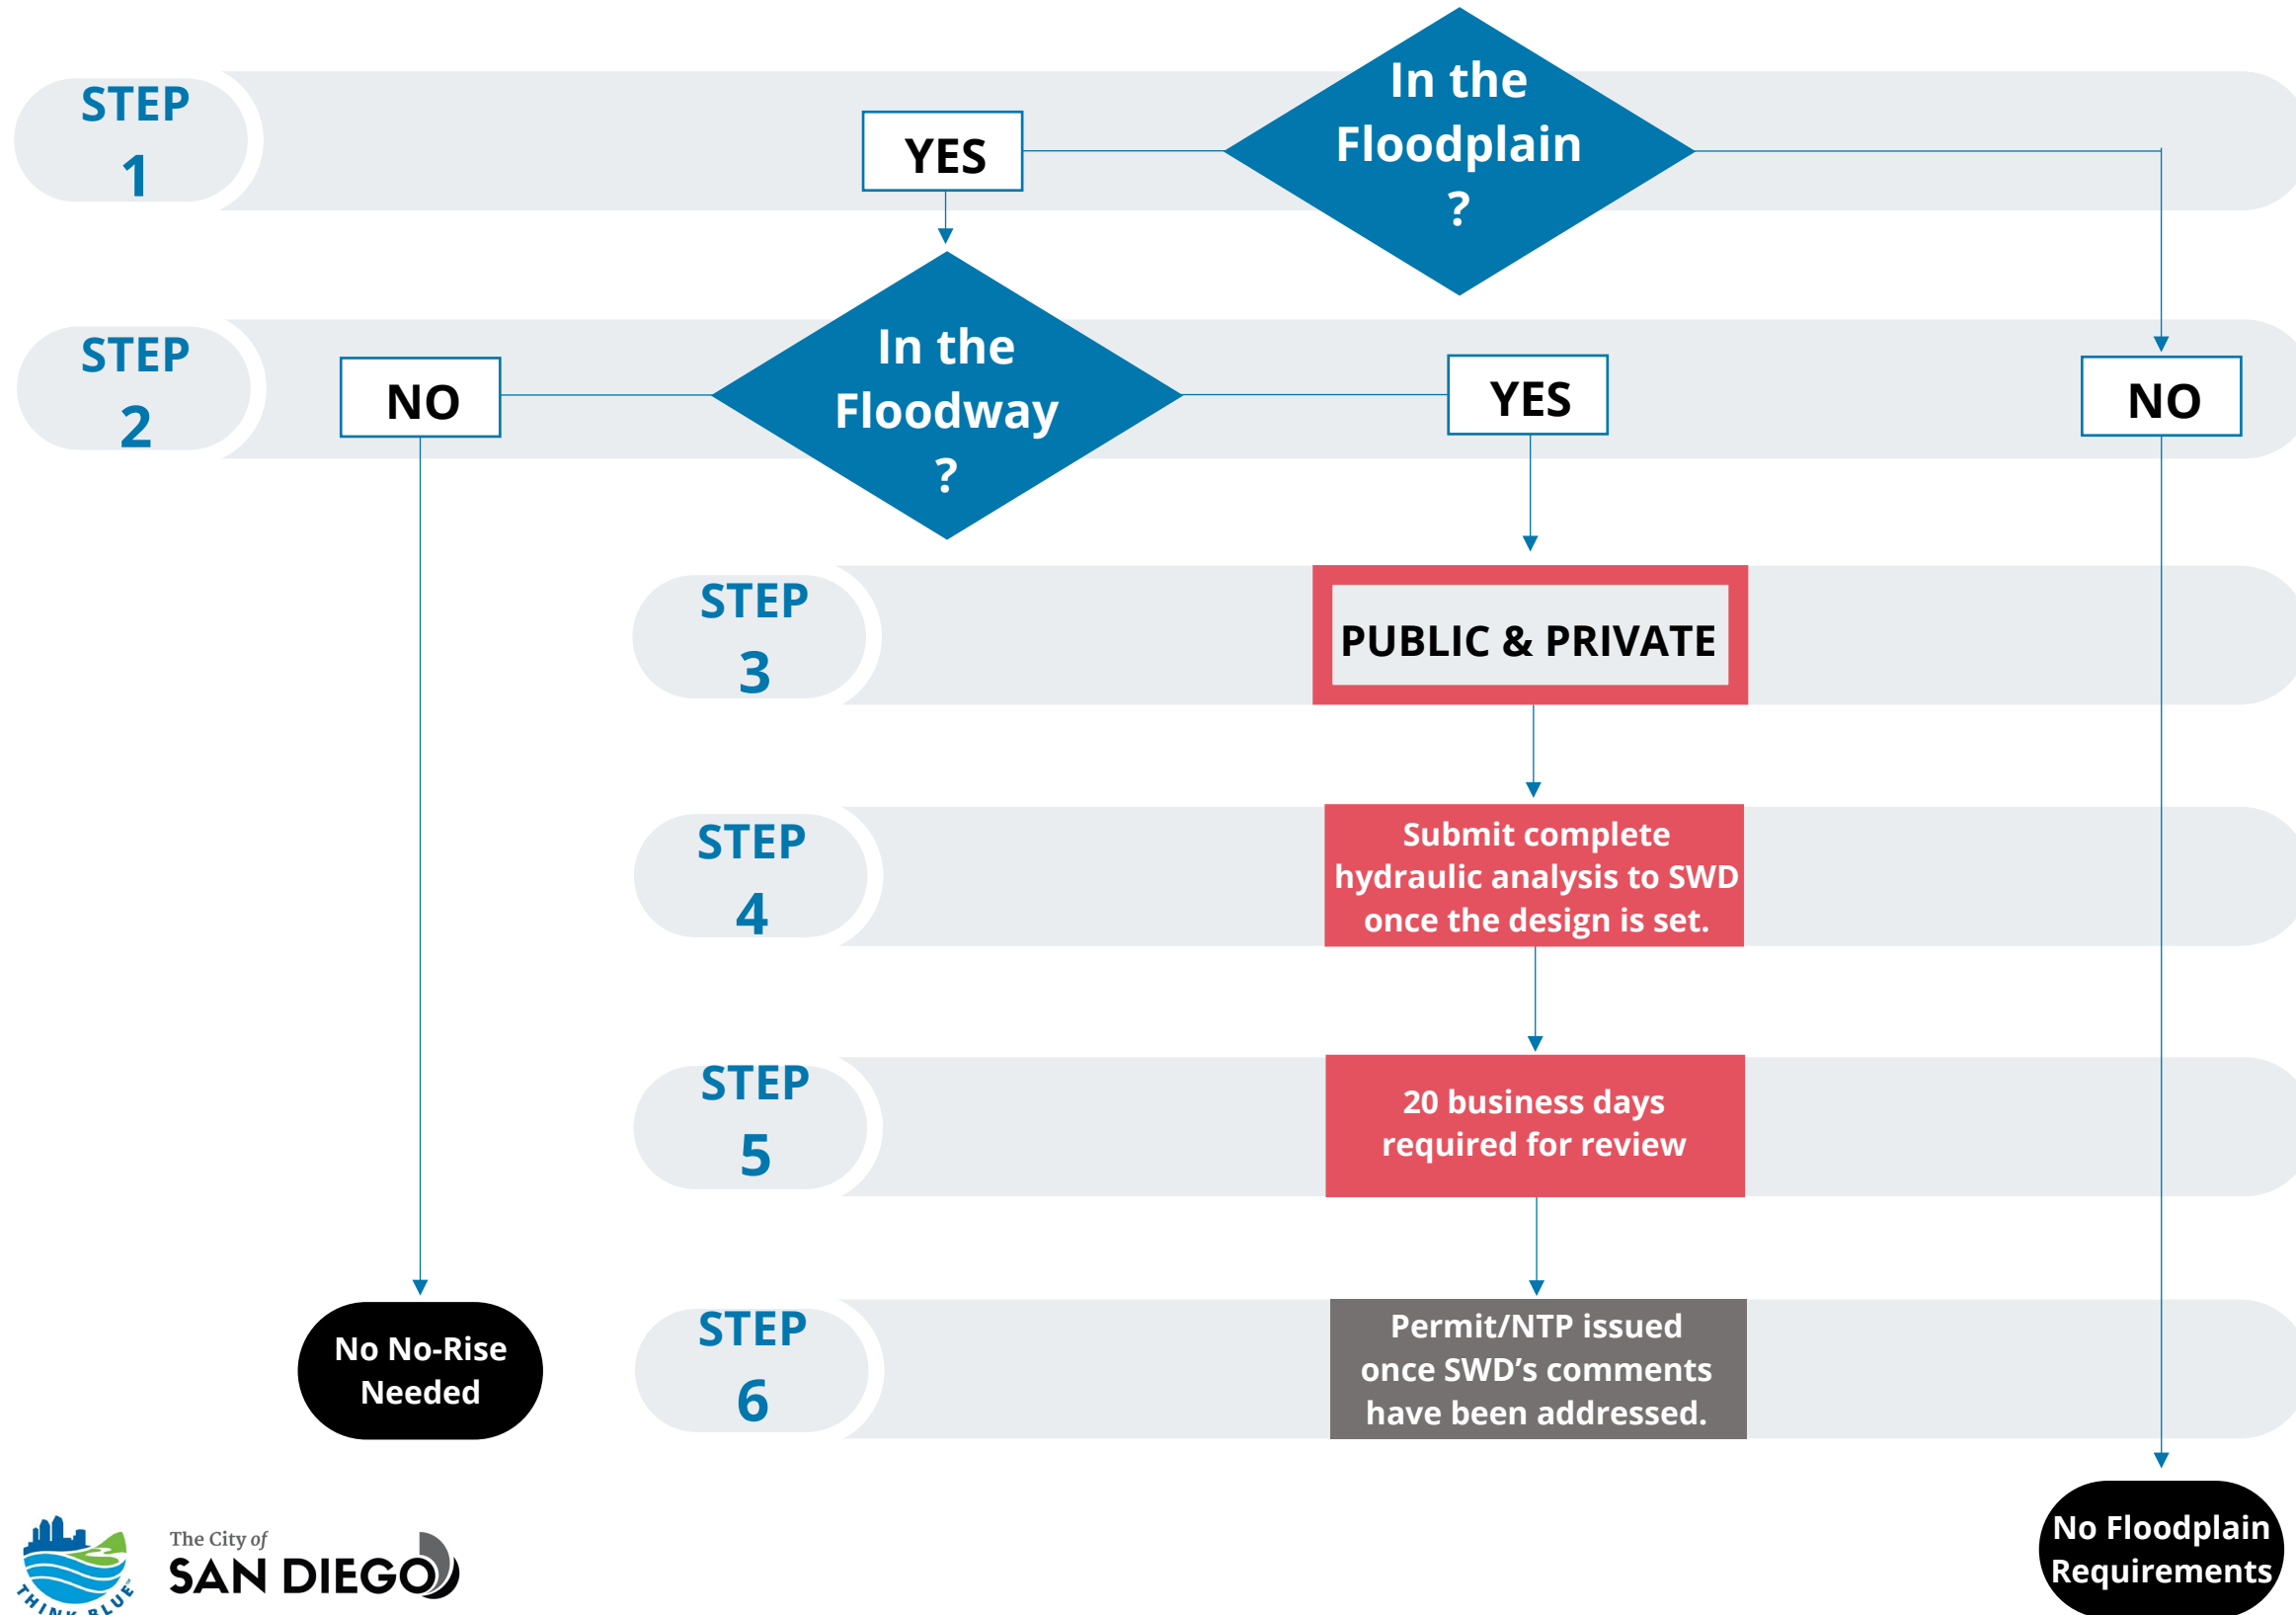 STEP
1
YES
In the
Floodplain
?
STEP
2
NO
In the
Floodway
?
YES
NO
STEP
3
PUBLIC & PRIVATE
STEP
4
Submit complete
hydraulic analysis to SWD
once the design is set.
STEP
5
20 business days
required for review
No No-Rise
Needed
STEP
6
Permit/NTP issued
once SWD’s comments
have been addressed.
THINK BLUE™
The City of
SAN DIEGO
No Floodplain
Requirements